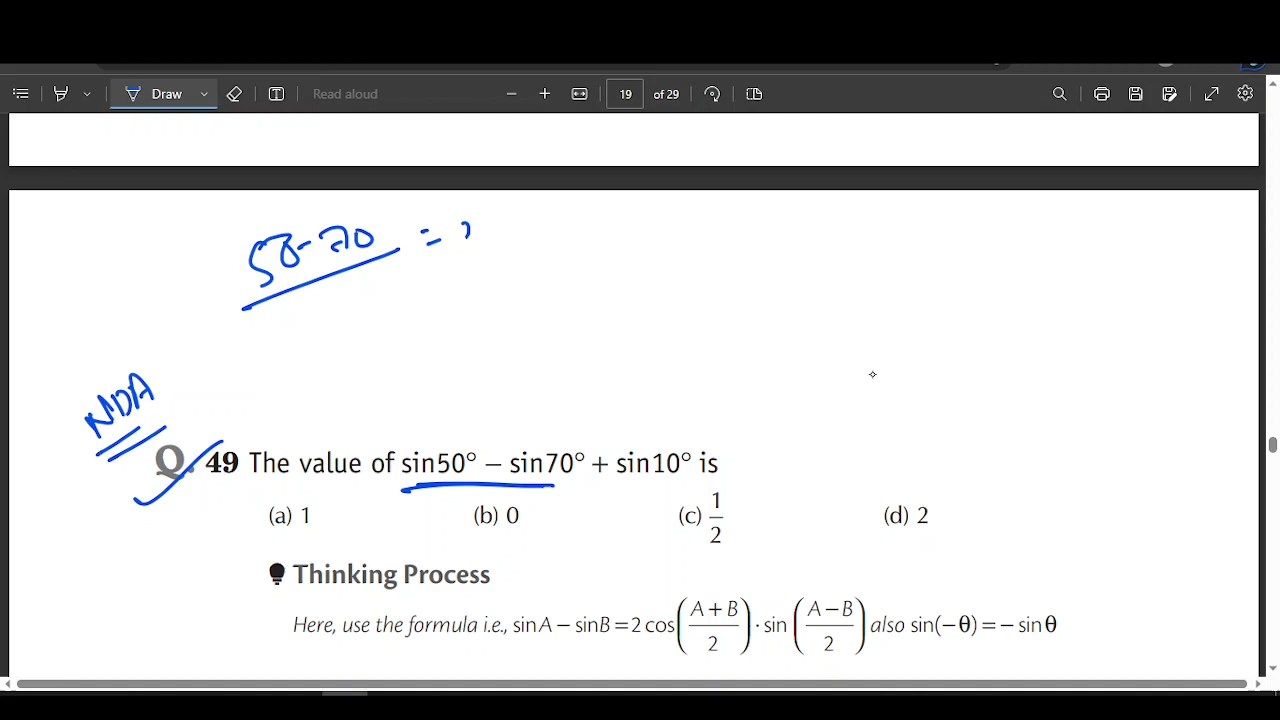 Draw
Read aloud
19 of 29
50-70 =
NDA
Q. 49 The value of sin50° − sin70° + sin10° is
(a) 1 (b) 0 (c) 1/2 (d) 2
Thinking Process
Here, use the formula i.e., sinA − sinB = 2 cos((A + B)/2) · sin((A − B)/2) also sin(−θ) = − sinθ